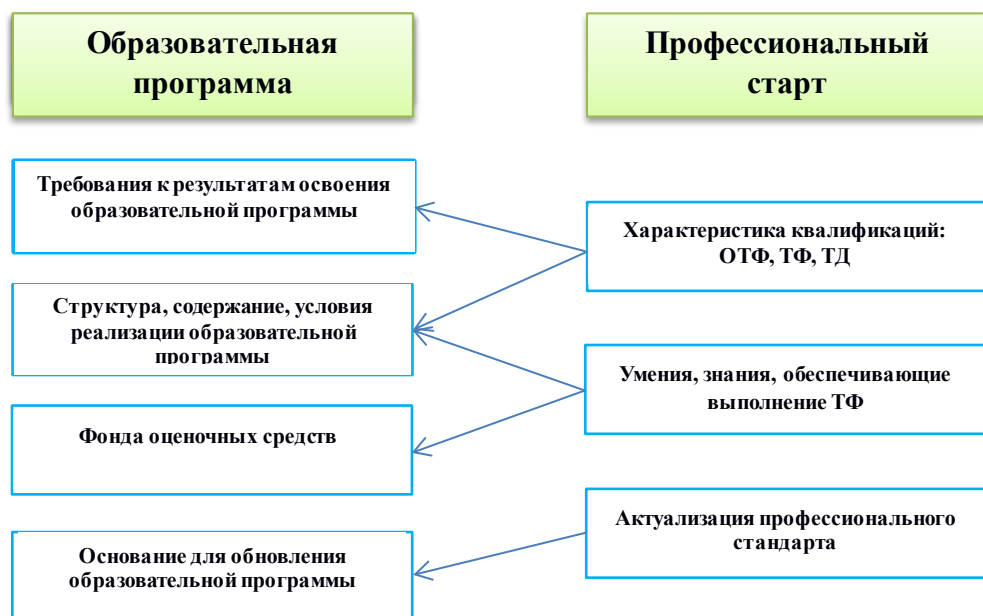 Образовательная
программа
Профессиональный
старт
Требования к результатам освоения
образовательной программы
Структура, содержание, условия
реализации образовательной
программы
Фонда оценочных средств
Основание для обновления
образовательной программы
Характеристика квалификаций:
ОТФ, ТФ, ТД
Умения, знания, обеспечивающие
выполнение ТФ
Актуализация профессионального
стандарта